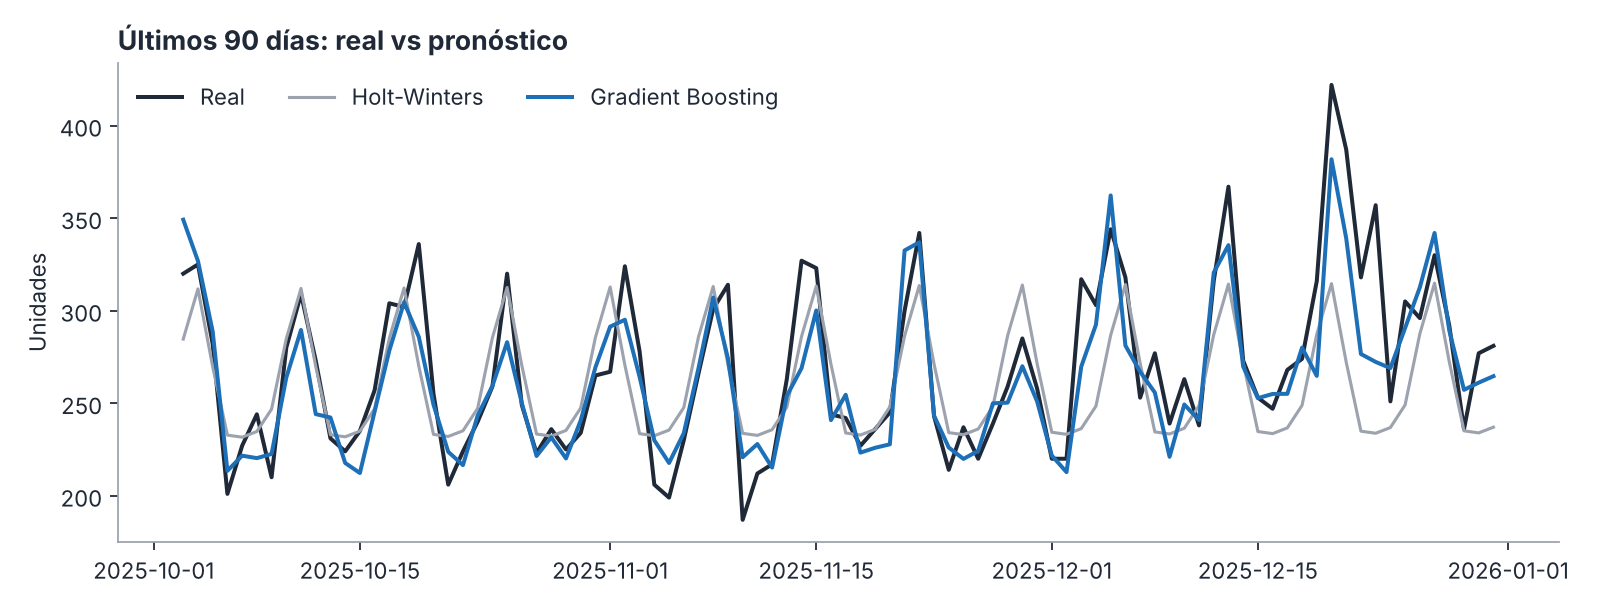 Últimos 90 días: real vs pronóstico
Real
Holt-Winters
Gradient Boosting
Unidades
400
350
300
250
200
2025-10-01
2025-10-15
2025-11-01
2025-11-15
2025-12-01
2025-12-15
2026-01-01